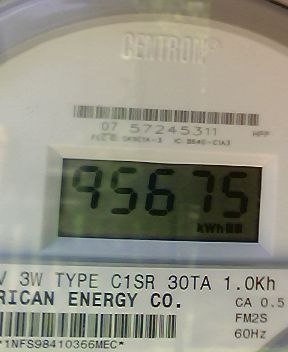 CENTRON®
07 57245311 HPP
95675
kWh
V 3W TYPE C1SR 30TA 1.0Kh
RICAN ENERGY CO. CA 0.5
FM2S
60Hz
*1NFS98410366MEC*